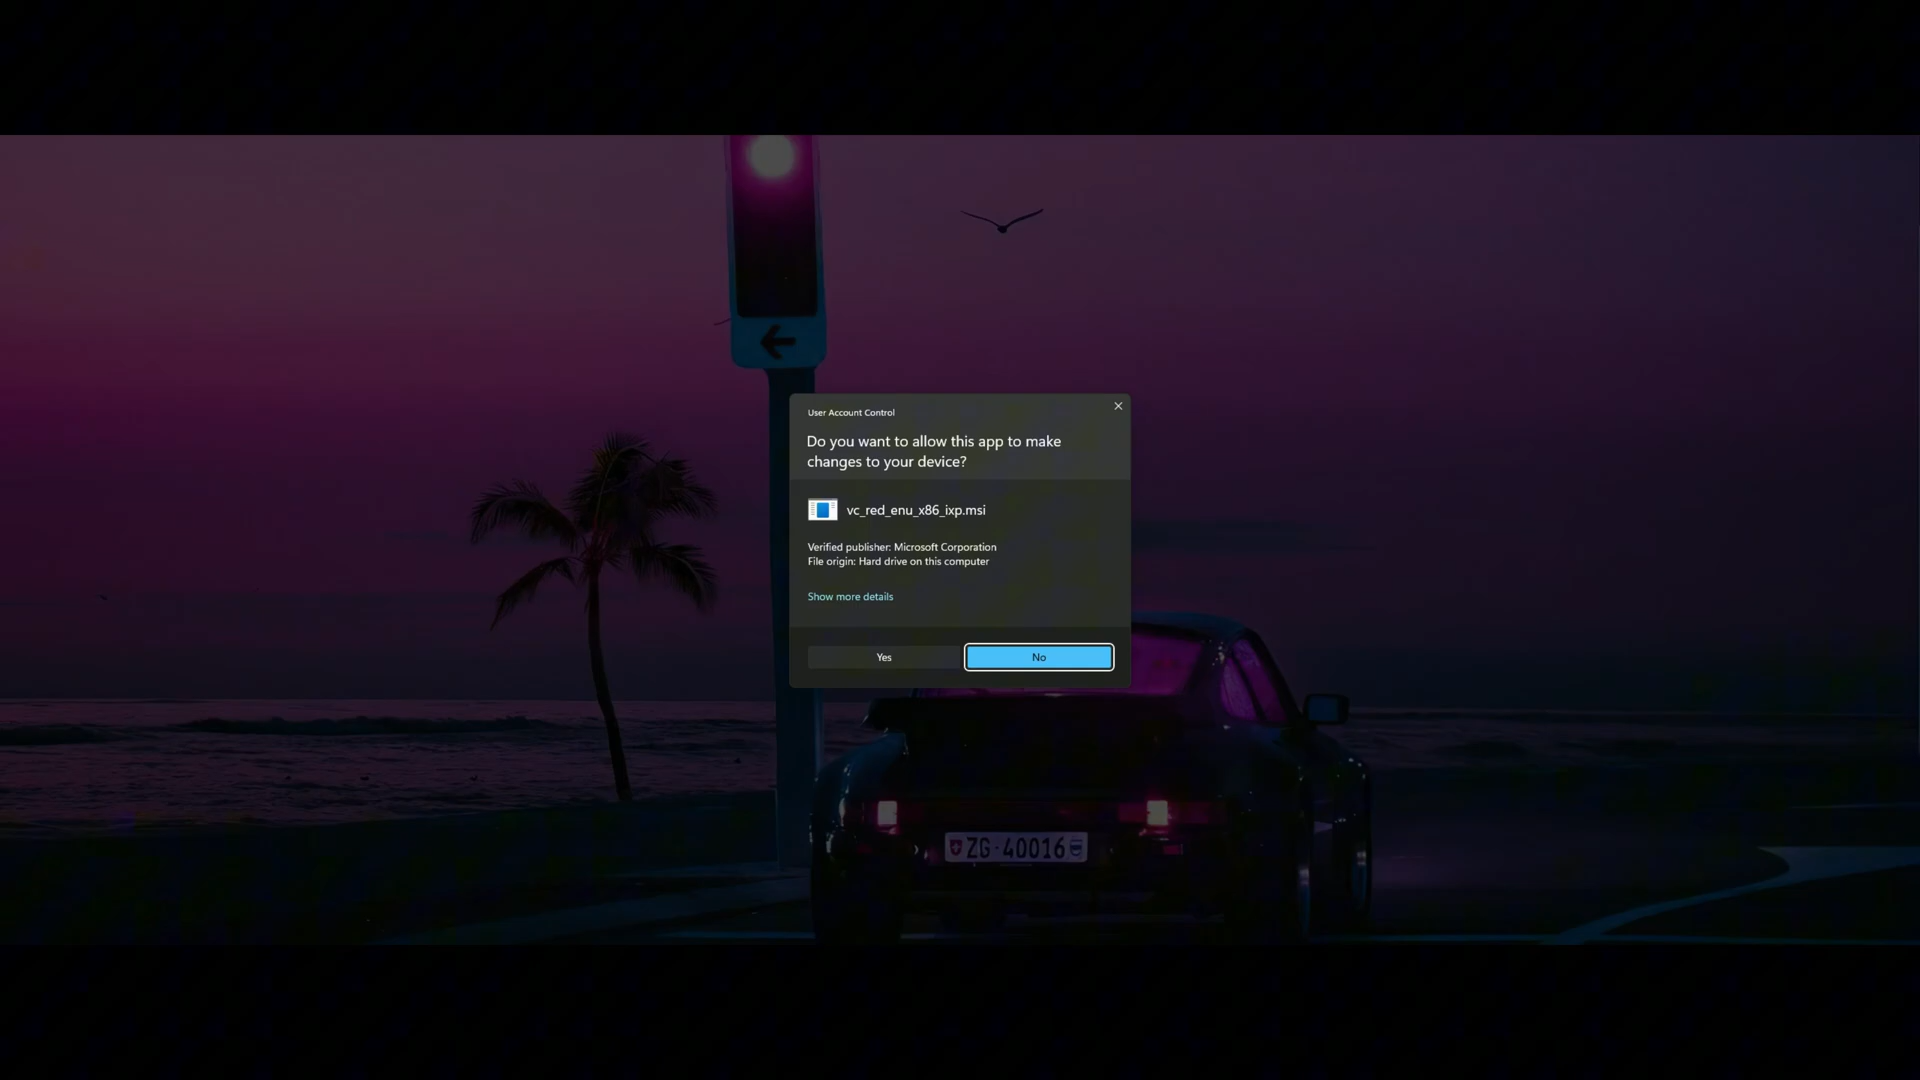 User Account Control
Do you want to allow this app to make
changes to your device?
vc_red_enu_x86_ixp.msi
Verified publisher: Microsoft Corporation
File origin: Hard drive on this computer
Show more details
Yes
No
ZG·40016